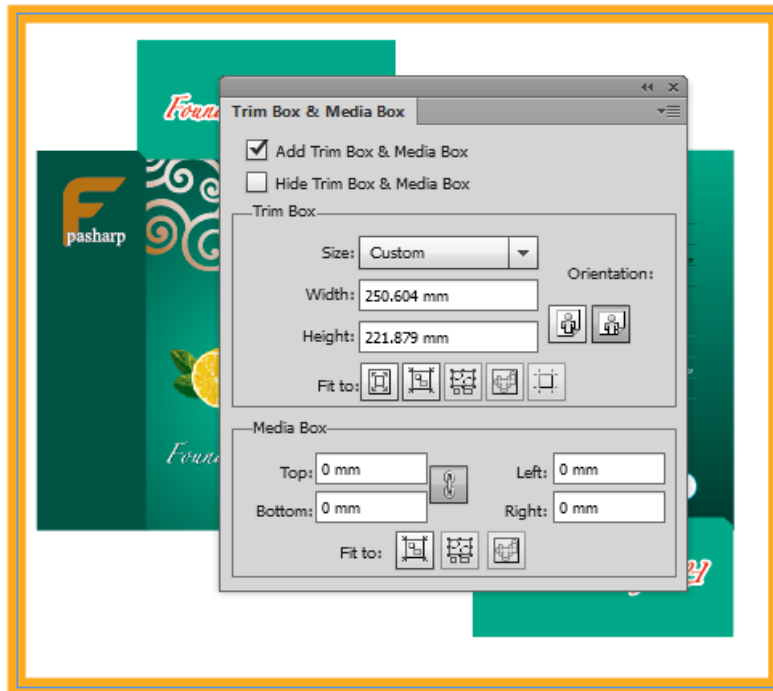 Trim Box & Media Box
Add Trim Box & Media Box
Hide Trim Box & Media Box
Trim Box
Size: Custom
Orientation:
Width: 250.604 mm
Height: 221.879 mm
Fit to:
Media Box
Top: 0 mm
Left: 0 mm
Bottom: 0 mm
Right: 0 mm
Fit to:
pasharp